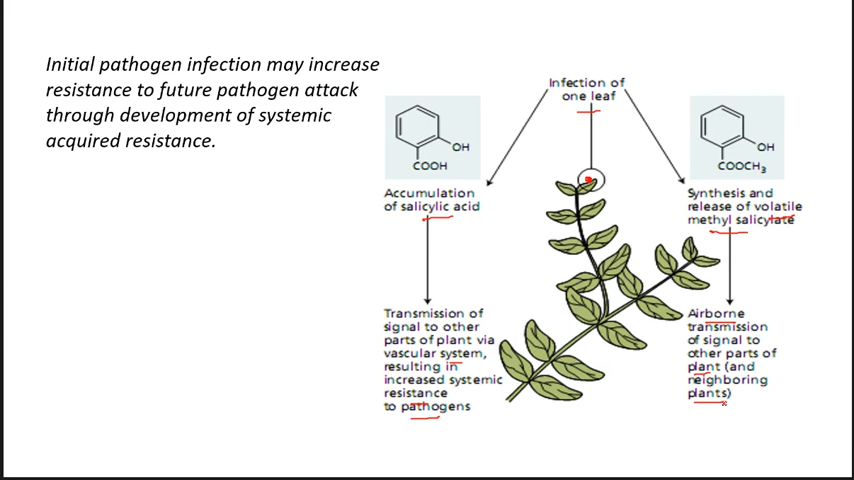 Initial pathogen infection may increase
resistance to future pathogen attack
through development of systemic
acquired resistance.
Infection of
one leaf
OH
COOH
OH
COOCH3
Accumulation
of salicylic acid
Synthesis and
release of volatile
methyl salicylate
Transmission of
signal to other
parts of plant via
vascular system,
resulting in
increased systemic
resistance
to pathogens
Airborne
transmission
of signal to
other parts of
plant (and
neighboring
plants)